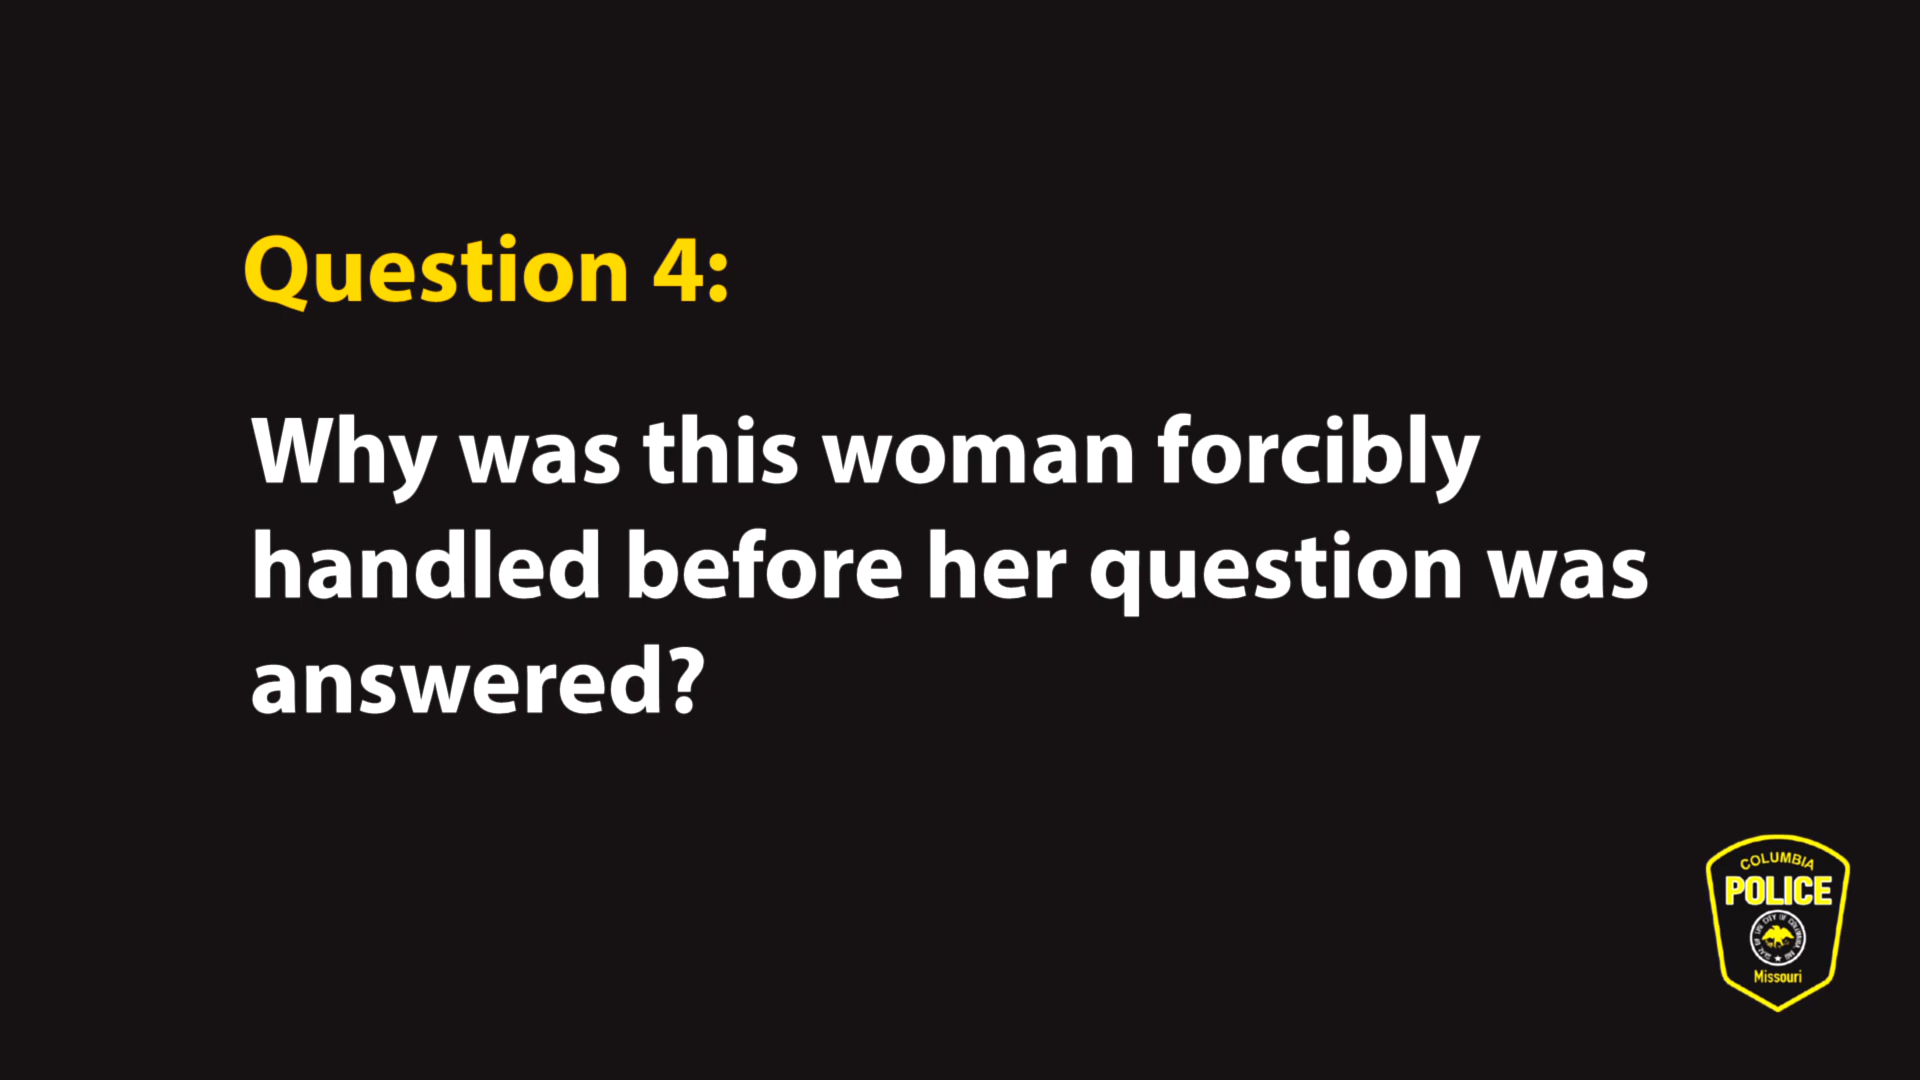 Question 4:
Why was this woman forcibly
handled before her question was
answered?
COLUMBIA
POLICE
Missouri